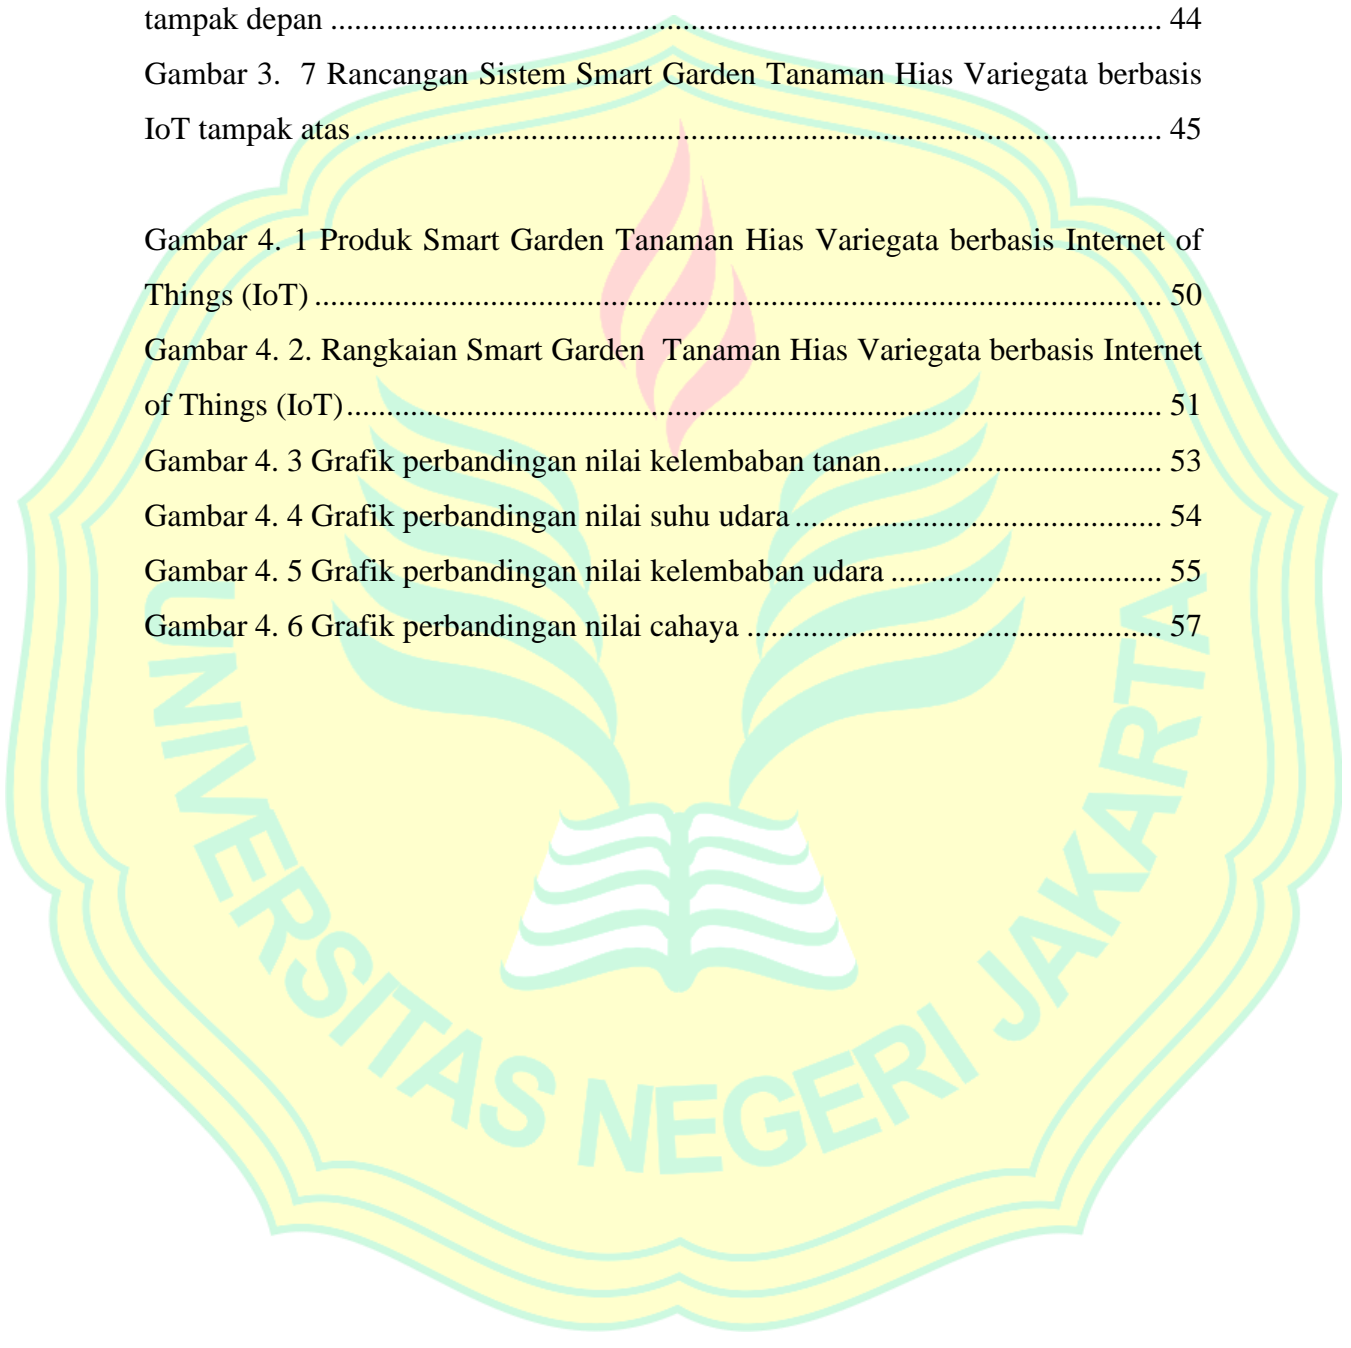 tampak depan ........................................................................................................ 44
Gambar 3.  7 Rancangan Sistem Smart Garden Tanaman Hias Variegata berbasis
IoT tampak atas ..................................................................................................... 45
Gambar 4. 1 Produk Smart Garden Tanaman Hias Variegata berbasis Internet of
Things (IoT) .......................................................................................................... 50
Gambar 4. 2. Rangkaian Smart Garden  Tanaman Hias Variegata berbasis Internet
of Things (IoT)...................................................................................................... 51
Gambar 4. 3 Grafik perbandingan nilai kelembaban tanan................................... 53
Gambar 4. 4 Grafik perbandingan nilai suhu udara .............................................. 54
Gambar 4. 5 Grafik perbandingan nilai kelembaban udara .................................. 55
Gambar 4. 6 Grafik perbandingan nilai cahaya .................................................... 57
UNIVERSITAS NEGERI JAKARTA